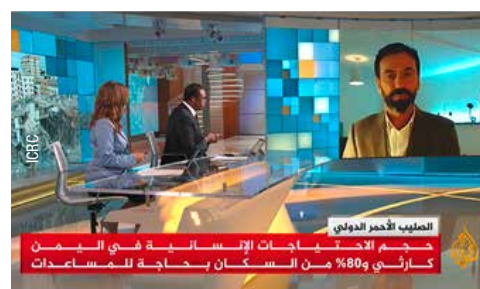 ICRC
الصليب الأحمر الدولي
حجم الاحتياجات الإنسانية في اليمن
كارثي و80% من السكان بحاجة للمساعدات